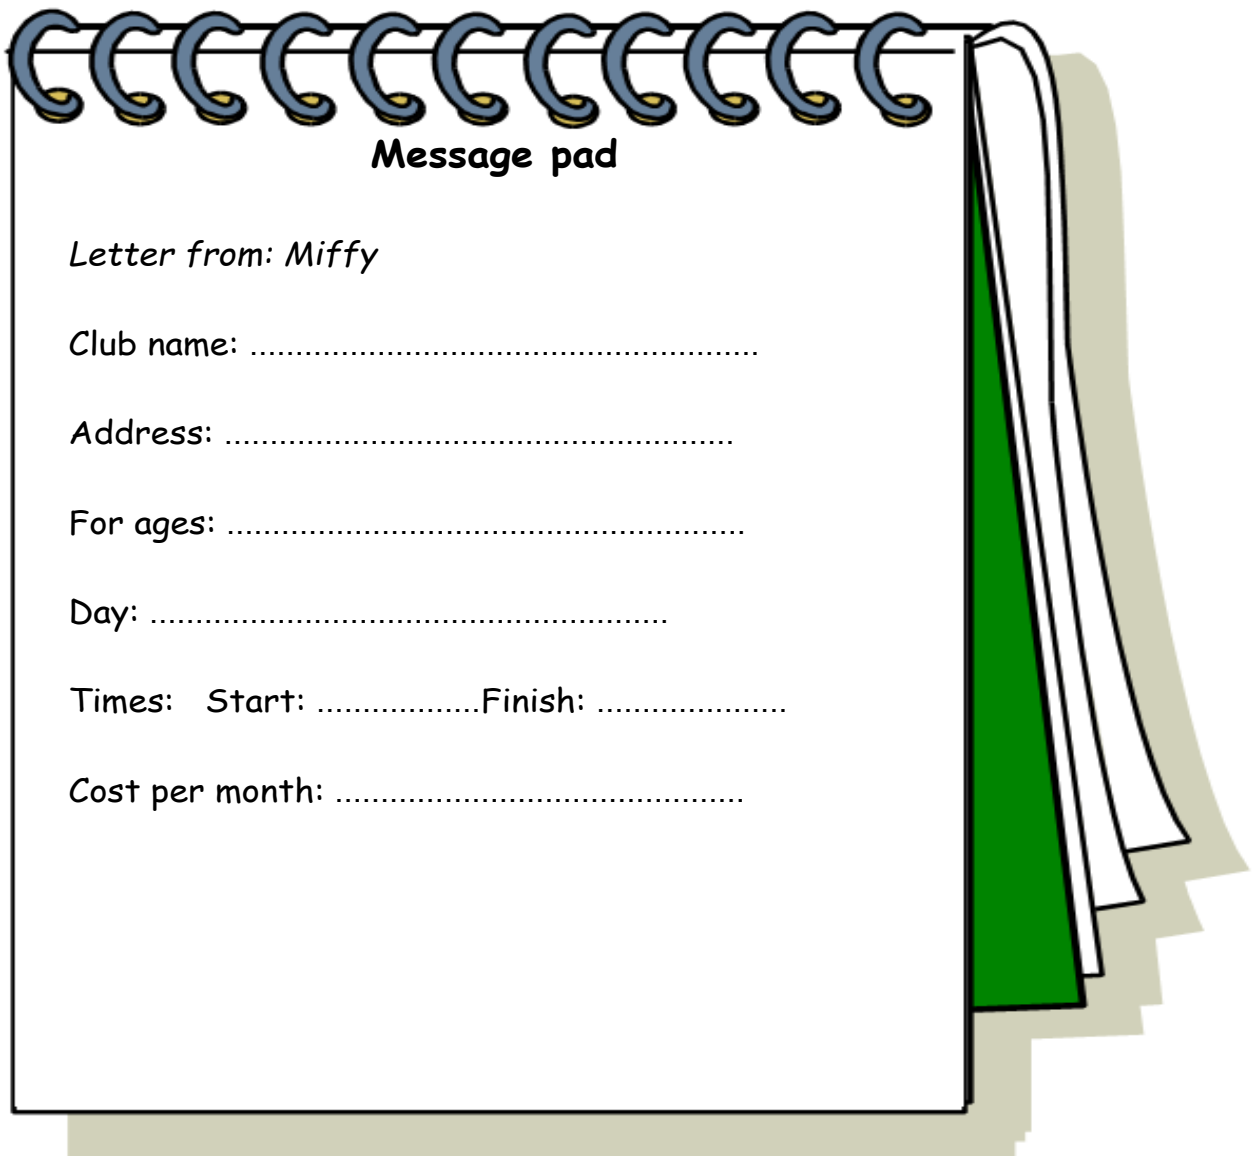 Message pad
Letter from: Miffy
Club name: ........................................................
Address: ........................................................
For ages: .........................................................
Day: .........................................................
Times: Start: ..................Finish: .....................
Cost per month: .............................................